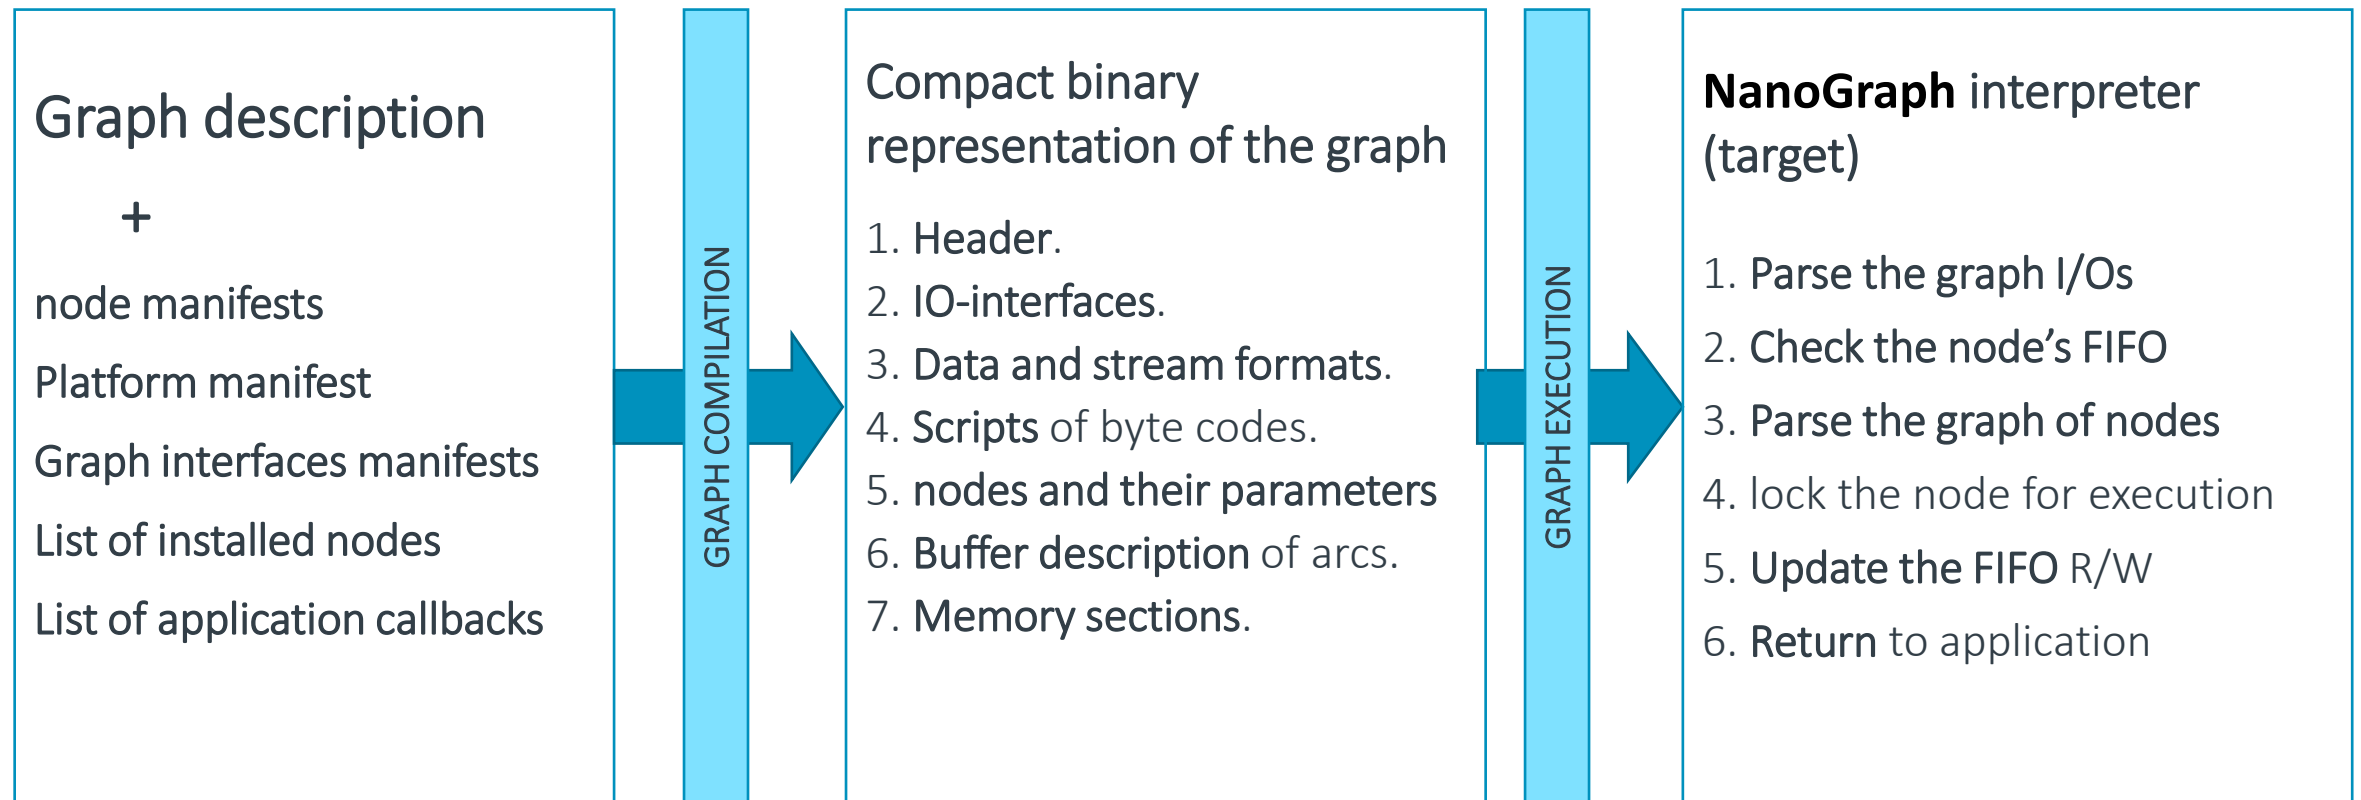 Graph description
+
node manifests
Platform manifest
Graph interfaces manifests
List of installed nodes
List of application callbacks
GRAPH COMPILATION
Compact binary
representation of the graph
1. Header.
2. IO-interfaces.
3. Data and stream formats.
4. Scripts of byte codes.
5. nodes and their parameters
6. Buffer description of arcs.
7. Memory sections.
GRAPH EXECUTION
NanoGraph interpreter
(target)
1. Parse the graph I/Os
2. Check the node’s FIFO
3. Parse the graph of nodes
4. lock the node for execution
5. Update the FIFO R/W
6. Return to application